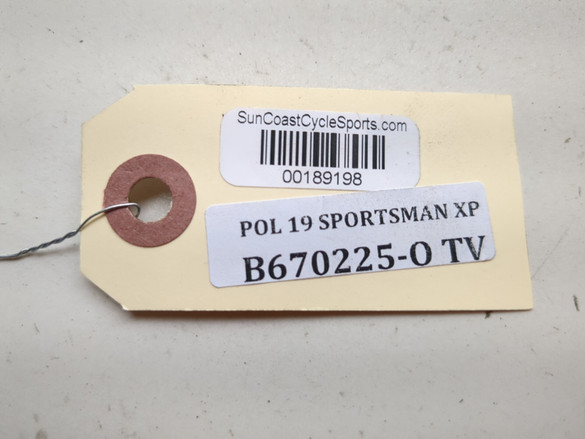 SunCoastCycleSports.com
00189198
POL 19 SPORTSMAN XP
B670225-O TV